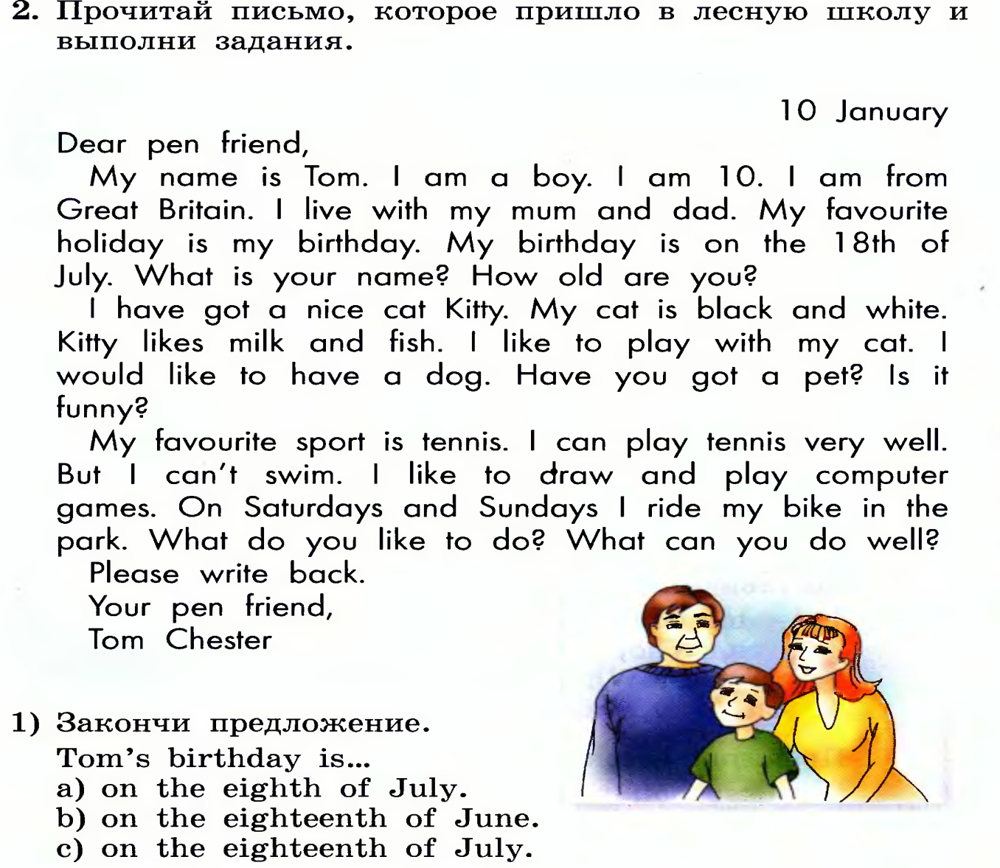 2. Прочитай письмо, которое пришло в лесную школу и
выполни задания.
10 January
Dear pen friend,
My name is Tom. I am a boy. I am 10. I am from
Great Britain. I live with my mum and dad. My favourite
holiday is my birthday. My birthday is on the 18th of
July. What is your name? How old are you?
I have got a nice cat Kitty. My cat is black and white.
Kitty likes milk and fish. I like to play with my cat. I
would like to have a dog. Have you got a pet? Is it
funny?
My favourite sport is tennis. I can play tennis very well.
But I can't swim. I like to draw and play computer
games. On Saturdays and Sundays I ride my bike in the
park. What do you like to do? What can you do well?
Please write back.
Your pen friend,
Tom Chester
1) Закончи предложение.
Tom's birthday is...
a) on the eighth of July.
b) on the eighteenth of June.
c) on the eighteenth of July.